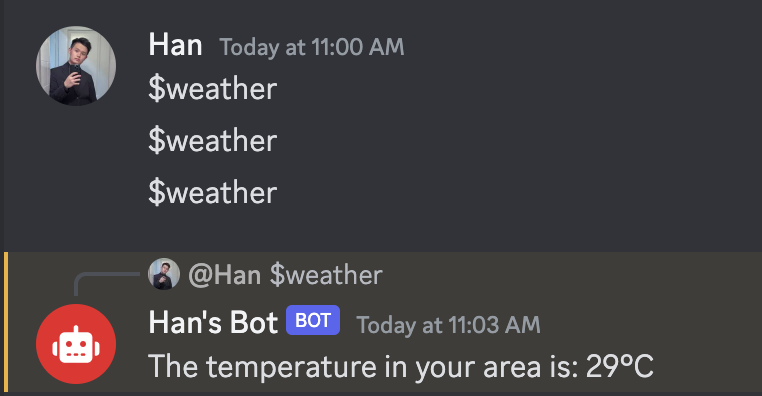 Han Today at 11:00 AM
$weather
$weather
$weather
@Han $weather
Han's Bot BOT Today at 11:03 AM
The temperature in your area is: 29°C